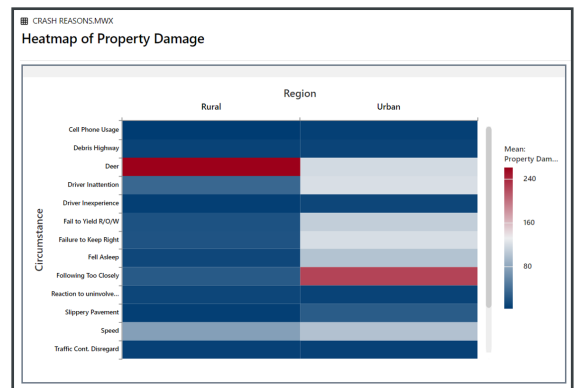 CRASH REASONS.MWX
Heatmap of Property Damage
Region
Rural Urban
Circumstance
Cell Phone Usage
Debris Highway
Deer
Driver Inattention
Driver Inexperience
Fail to Yield R/O/W
Failure to Keep Right
Fell Asleep
Following Too Closely
Reaction to uninvolve...
Slippery Pavement
Speed
Traffic Cont. Disregard
Mean:
Property Dam...
240
160
80